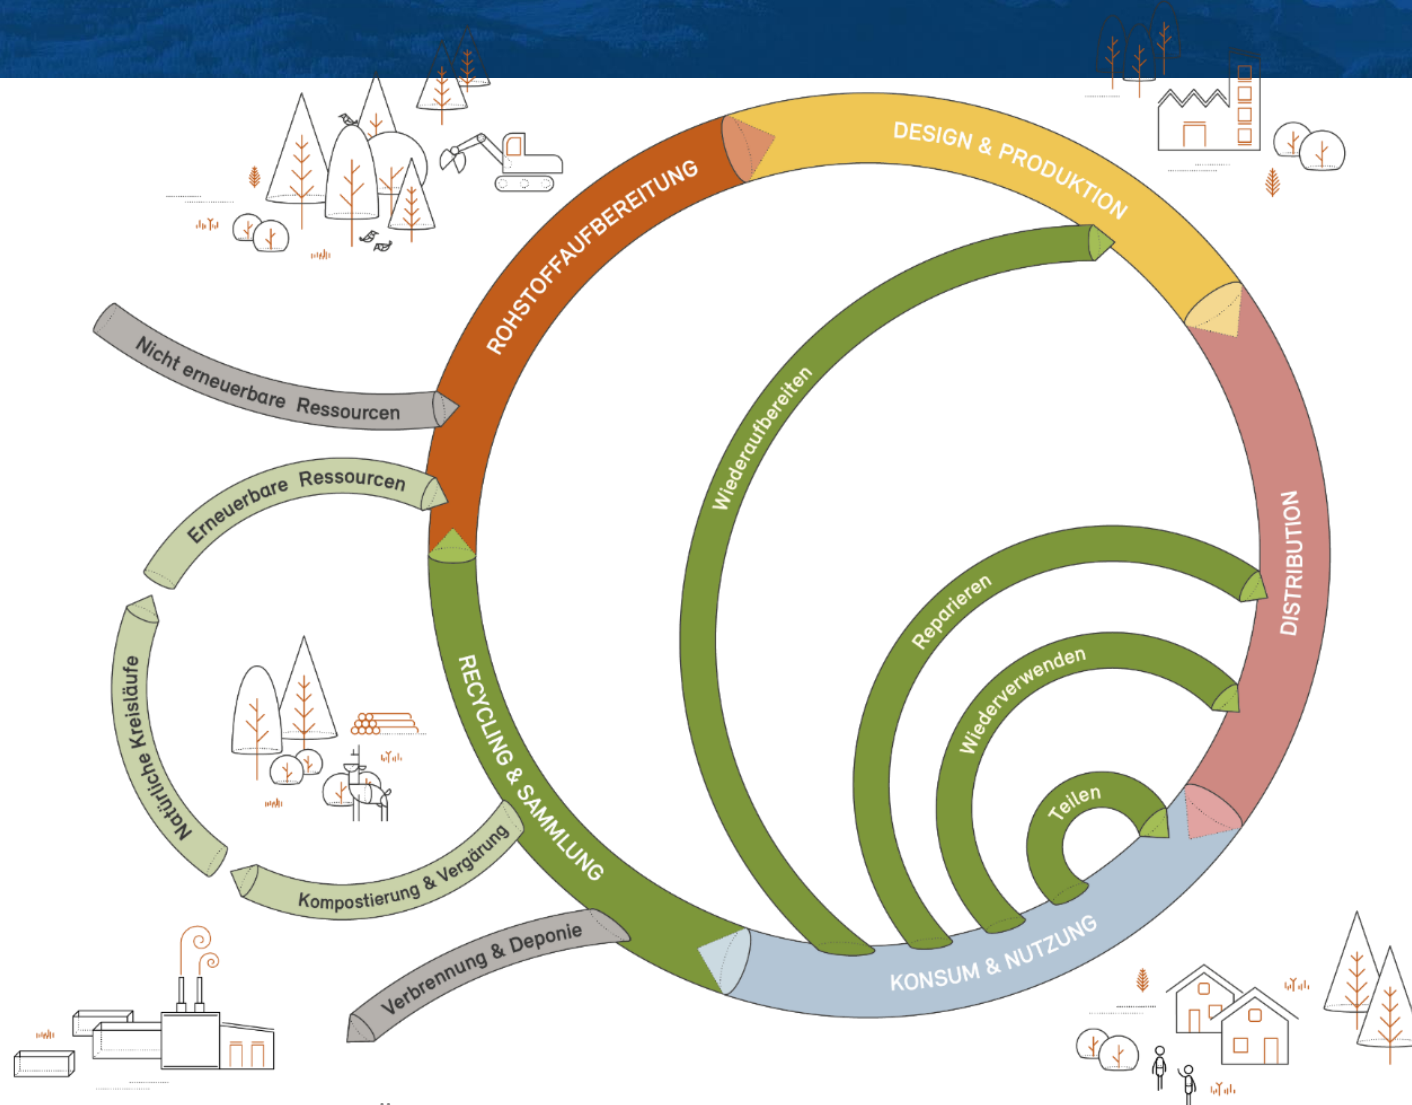 DESIGN & PRODUKTION
ROHSTOFFAUFBEREITUNG
Nicht erneuerbare Ressourcen
Wiederaufbereiten
Erneuerbare Ressourcen
DISTRIBUTION
Reparieren
Wiederverwenden
Natürliche Kreisläufe
RECYCLING & SAMMLUNG
Teilen
Kompostierung & Vergärung
Verbrennung & Deponie
KONSUM & NUTZUNG